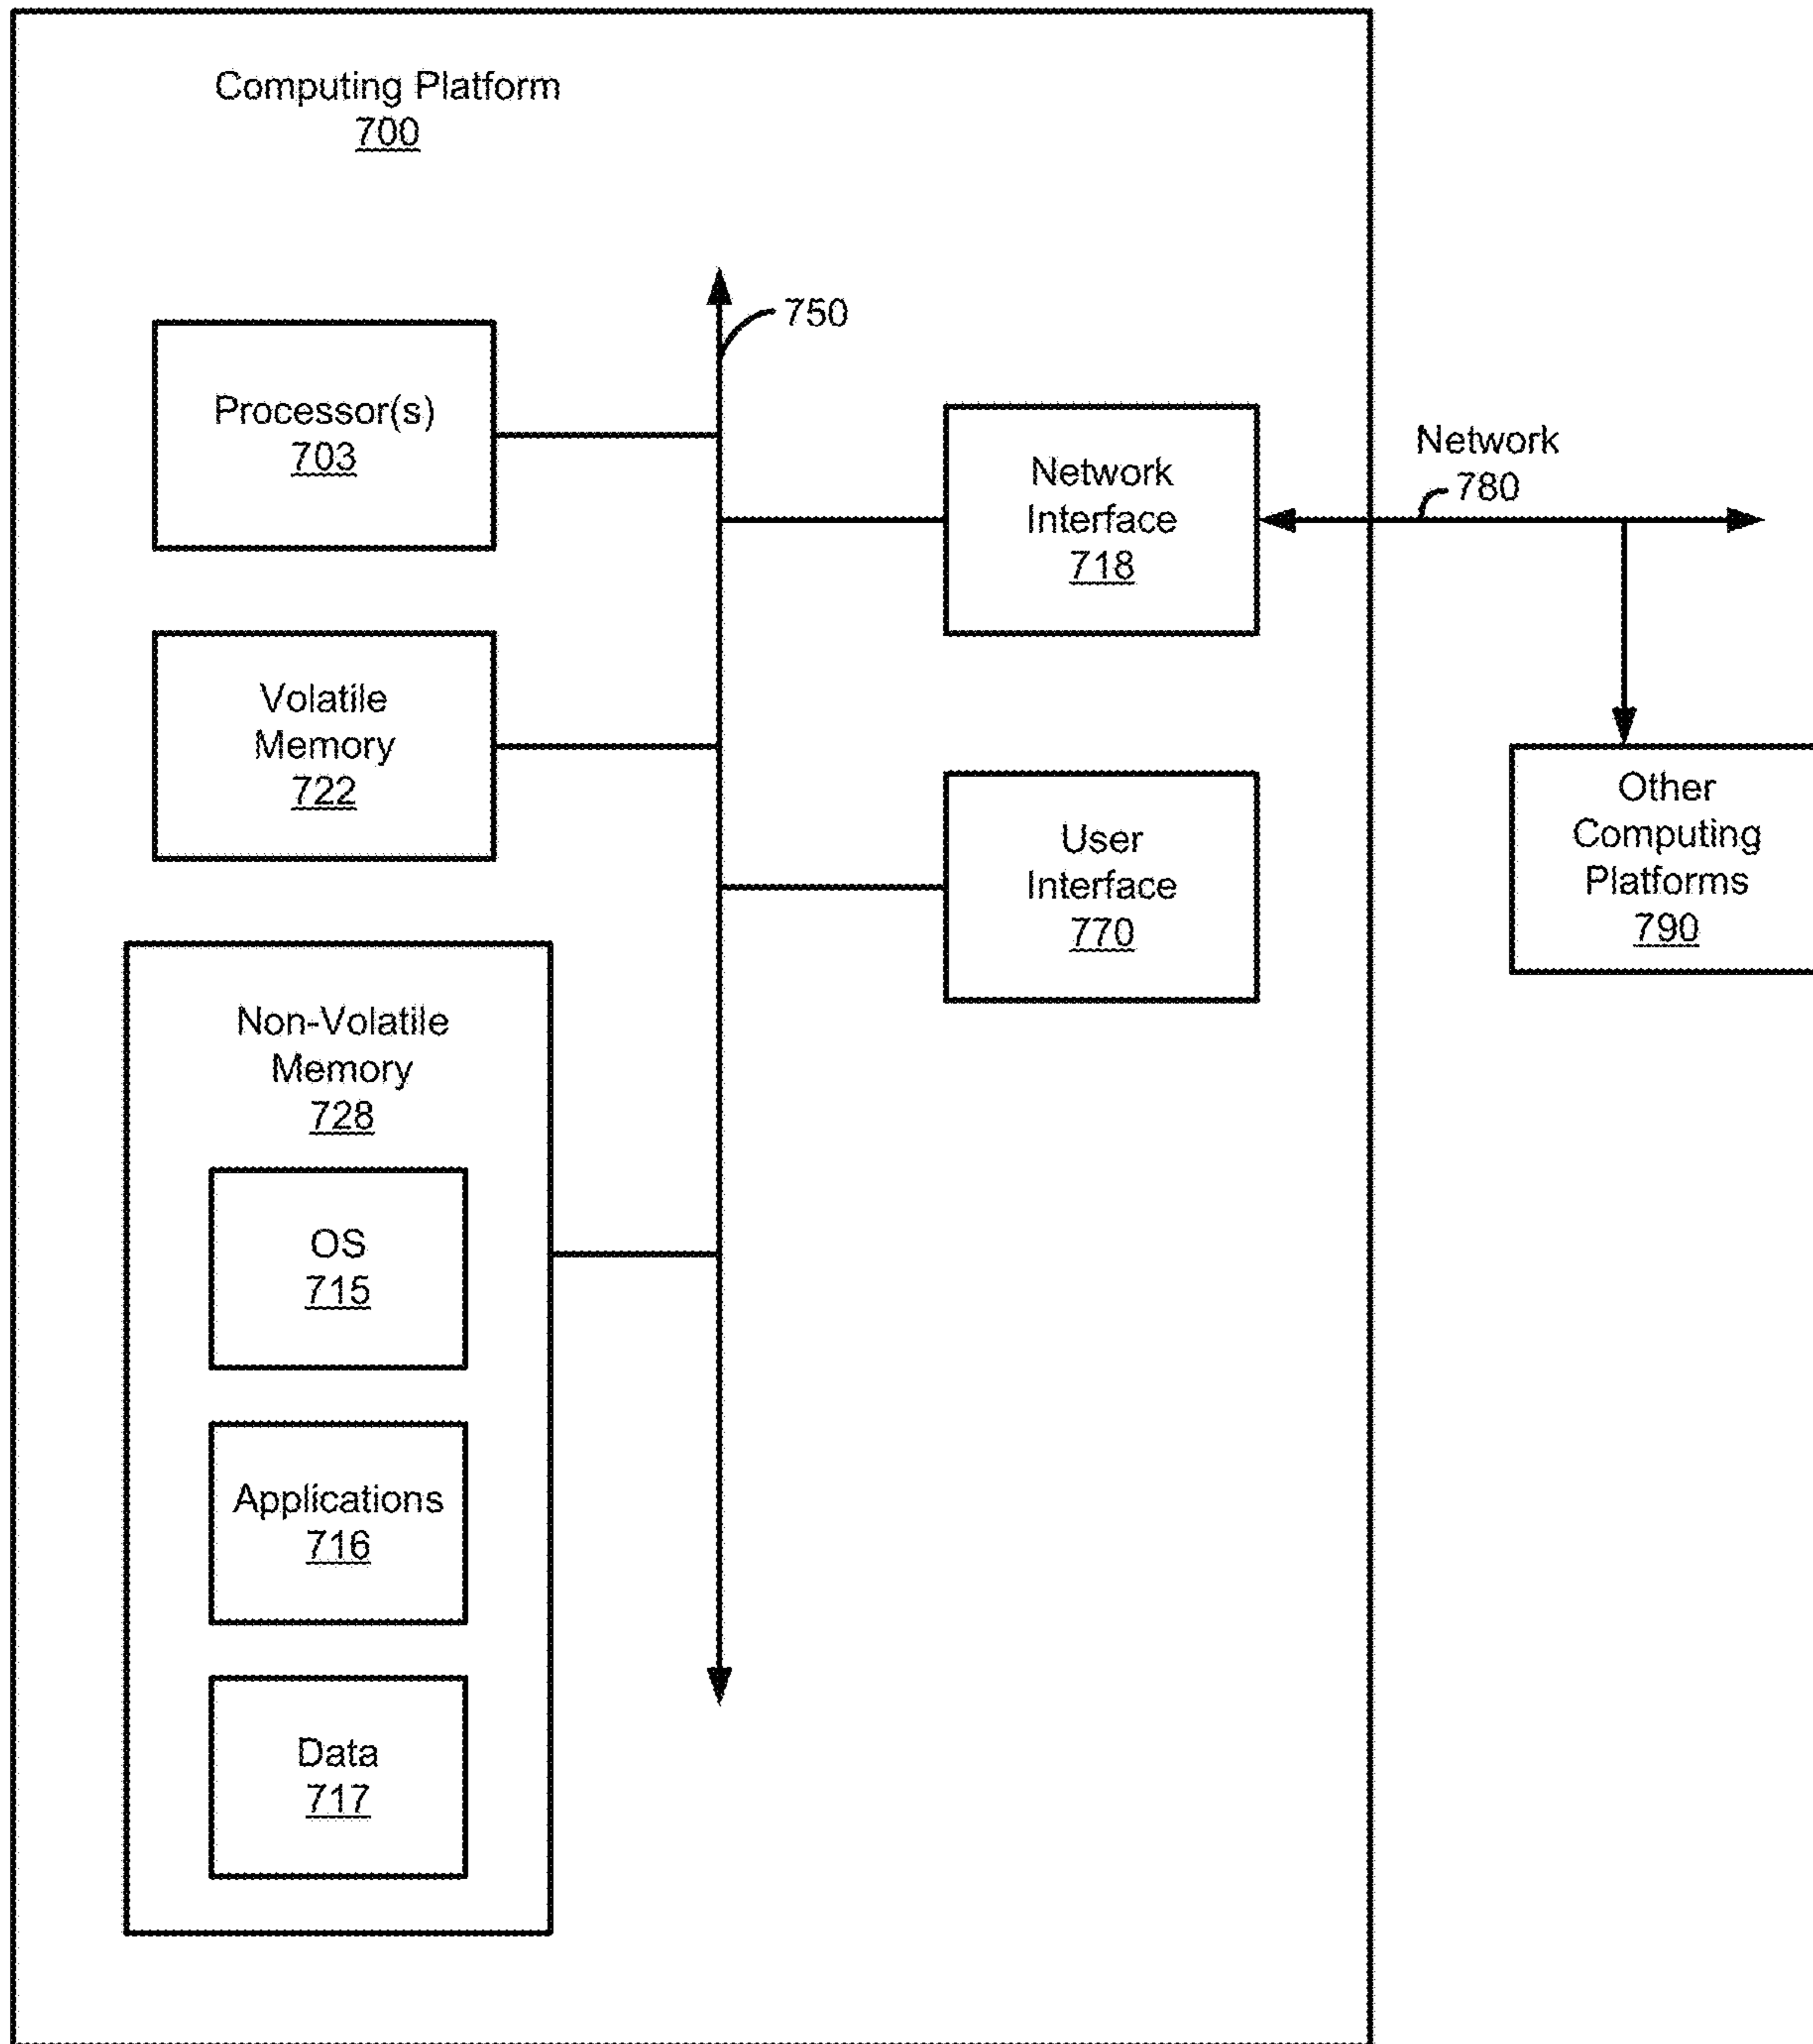 Computing Platform
700
750
Processor(s)
703
Network
Interface
718
Network
780
Volatile
Memory
722
User
Interface
770
Other
Computing
Platforms
790
Non-Volatile
Memory
728
OS
715
Applications
716
Data
717